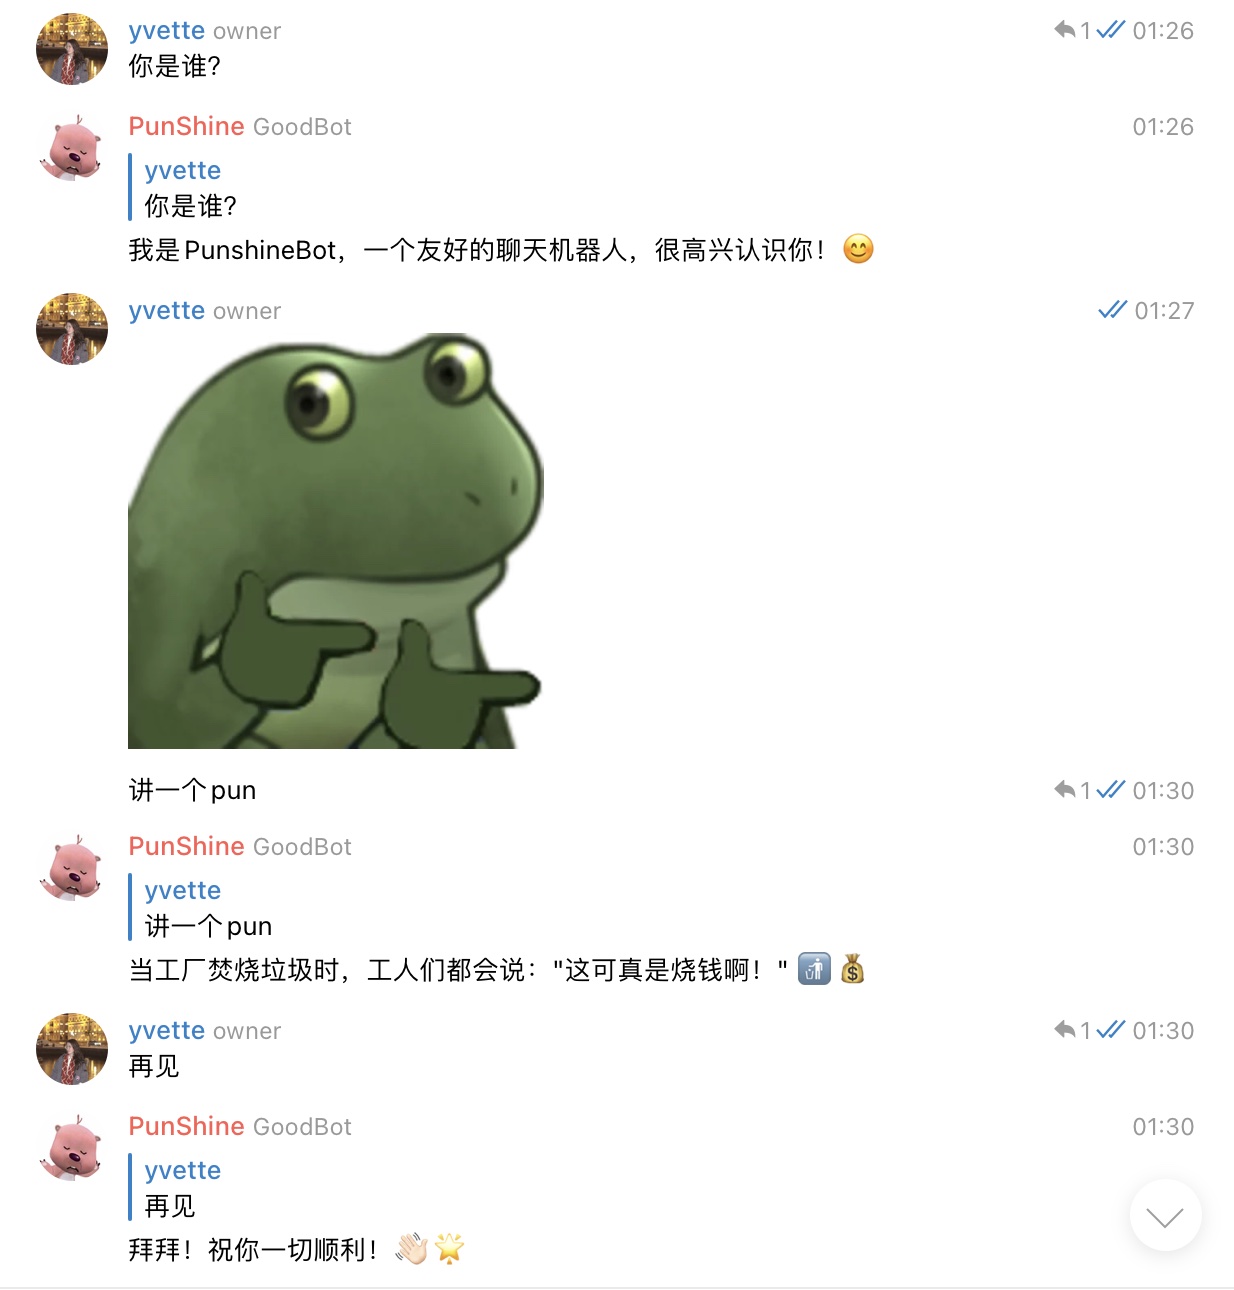 yvette owner 1 01:26
你是谁?
PunShine GoodBot 01:26
yvette
你是谁?
我是PunshineBot，一个友好的聊天机器人，很高兴认识你！😊
yvette owner 01:27
讲一个pun 1 01:30
PunShine GoodBot 01:30
yvette
讲一个pun
当工厂焚烧垃圾时，工人们都会说："这可真是烧钱啊！" 🚮 💰
yvette owner 1 01:30
再见
PunShine GoodBot 01:30
yvette
再见
拜拜！祝你一切顺利！👋🏻🌟